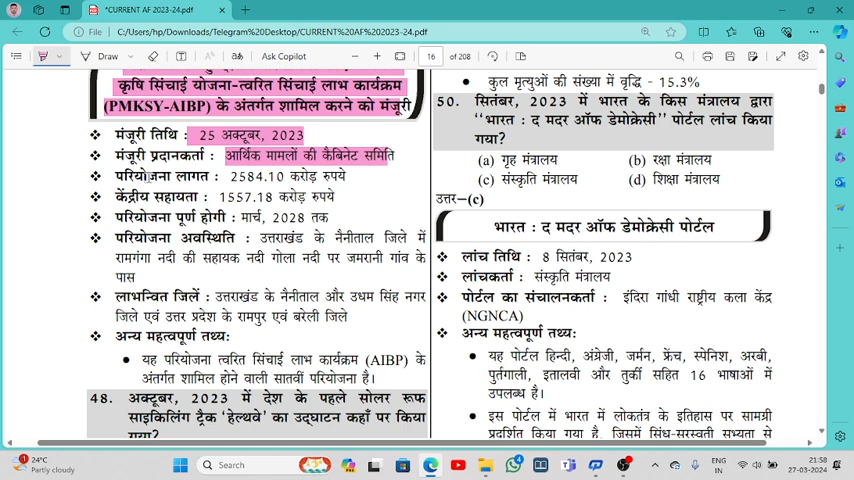 *CURRENT AF 2023-24.pdf
File
C:/Users/hp/Downloads/Telegram%20Desktop/CURRENT%20AF%202023-24.pdf
Draw
Ask Copilot
16 of 208
कृषि सिंचाई योजना-त्वरित सिंचाई लाभ कार्यक्रम
(PMKSY-AIBP) के अंतर्गत शामिल करने को मंजूरी
❖ मंजूरी तिथि : 25 अक्टूबर, 2023
❖ मंजूरी प्रदानकर्ता : आर्थिक मामलों की कैबिनेट समिति
❖ परियोजना लागत : 2584.10 करोड़ रुपये
❖ केंद्रीय सहायता : 1557.18 करोड़ रुपये
❖ परियोजना पूर्ण होगी : मार्च, 2028 तक
❖ परियोजना अवस्थिति : उत्तराखंड के नैनीताल जिले में
रामगंगा नदी की सहायक नदी गोला नदी पर जमरानी गांव के
पास
❖ लाभान्वित जिलें : उत्तराखंड के नैनीताल और उधम सिंह नगर
जिले एवं उत्तर प्रदेश के रामपुर एवं बरेली जिले
❖ अन्य महत्वपूर्ण तथ्य:
• यह परियोजना त्वरित सिंचाई लाभ कार्यक्रम (AIBP) के
अंतर्गत शामिल होने वाली सातवीं परियोजना है।
48. अक्टूबर, 2023 में देश के पहले सोलर रूफ
साइकिलिंग ट्रैक 'हेल्थवे' का उद्घाटन कहाँ पर किया
गया?
• कुल मृत्युओं की संख्या में वृद्धि - 15.3%
50. सितंबर, 2023 में भारत के किस मंत्रालय द्वारा
''भारत : द मदर ऑफ डेमोक्रेसी'' पोर्टल लांच किया
गया?
(a) गृह मंत्रालय (b) रक्षा मंत्रालय
(c) संस्कृति मंत्रालय (d) शिक्षा मंत्रालय
उत्तर–(c)
भारत : द मदर ऑफ डेमोक्रेसी पोर्टल
❖ लांच तिथि : 8 सितंबर, 2023
❖ लांचकर्ता : संस्कृति मंत्रालय
❖ पोर्टल का संचालनकर्ता : इंदिरा गांधी राष्ट्रीय कला केंद्र
(NGNCA)
❖ अन्य महत्वपूर्ण तथ्य:
• यह पोर्टल हिन्दी, अंग्रेजी, जर्मन, फ्रेंच, स्पेनिश, अरबी,
पुर्तगाली, इतालवी और तुर्की सहित 16 भाषाओं में
उपलब्ध है।
• इस पोर्टल में भारत में लोकतंत्र के इतिहास पर सामग्री
प्रदर्शित किया गया है, जिसमें सिंध-सरस्वती सभ्यता से
24°C
Partly cloudy
Search
ENG
IN
21:58
27-03-2024